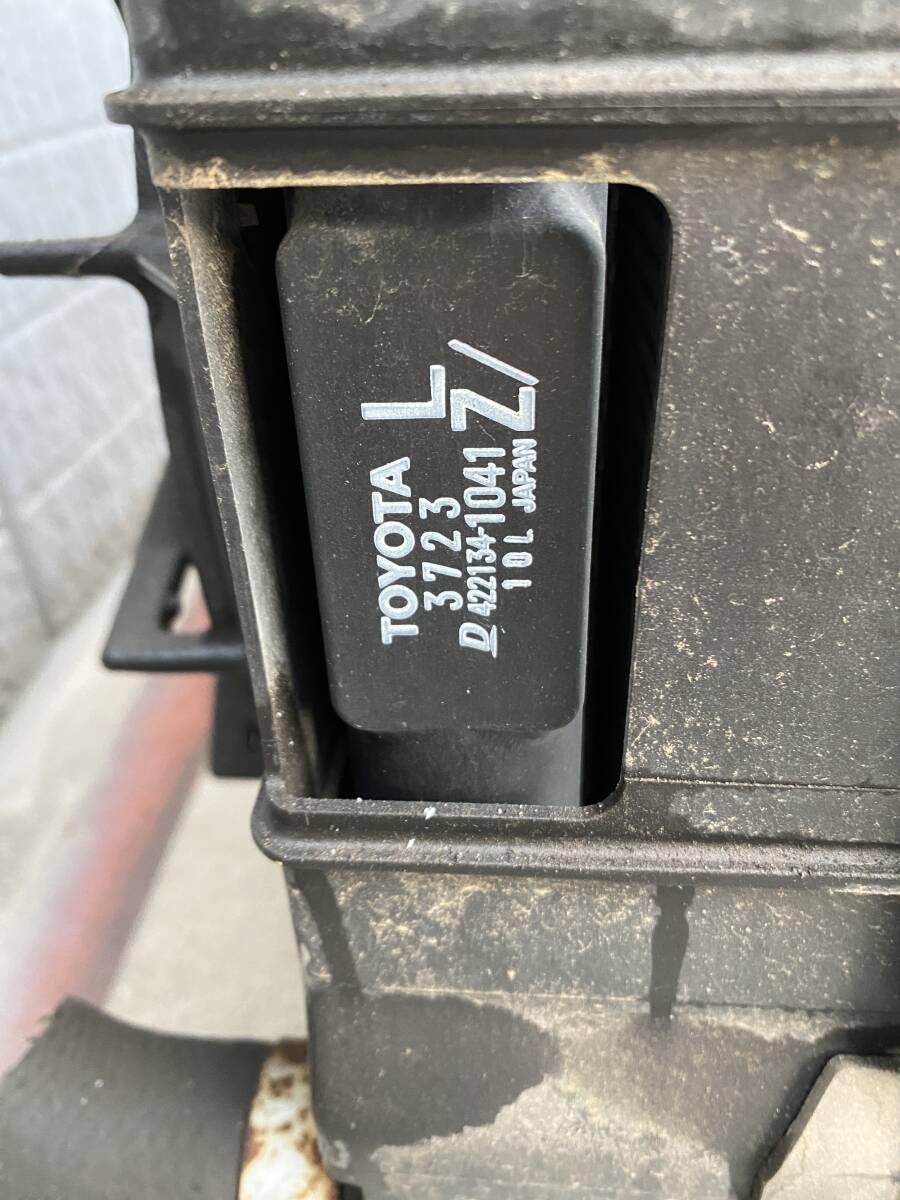 TOYOTA L
3723
D 422134-1041 Z/
10L JAPAN